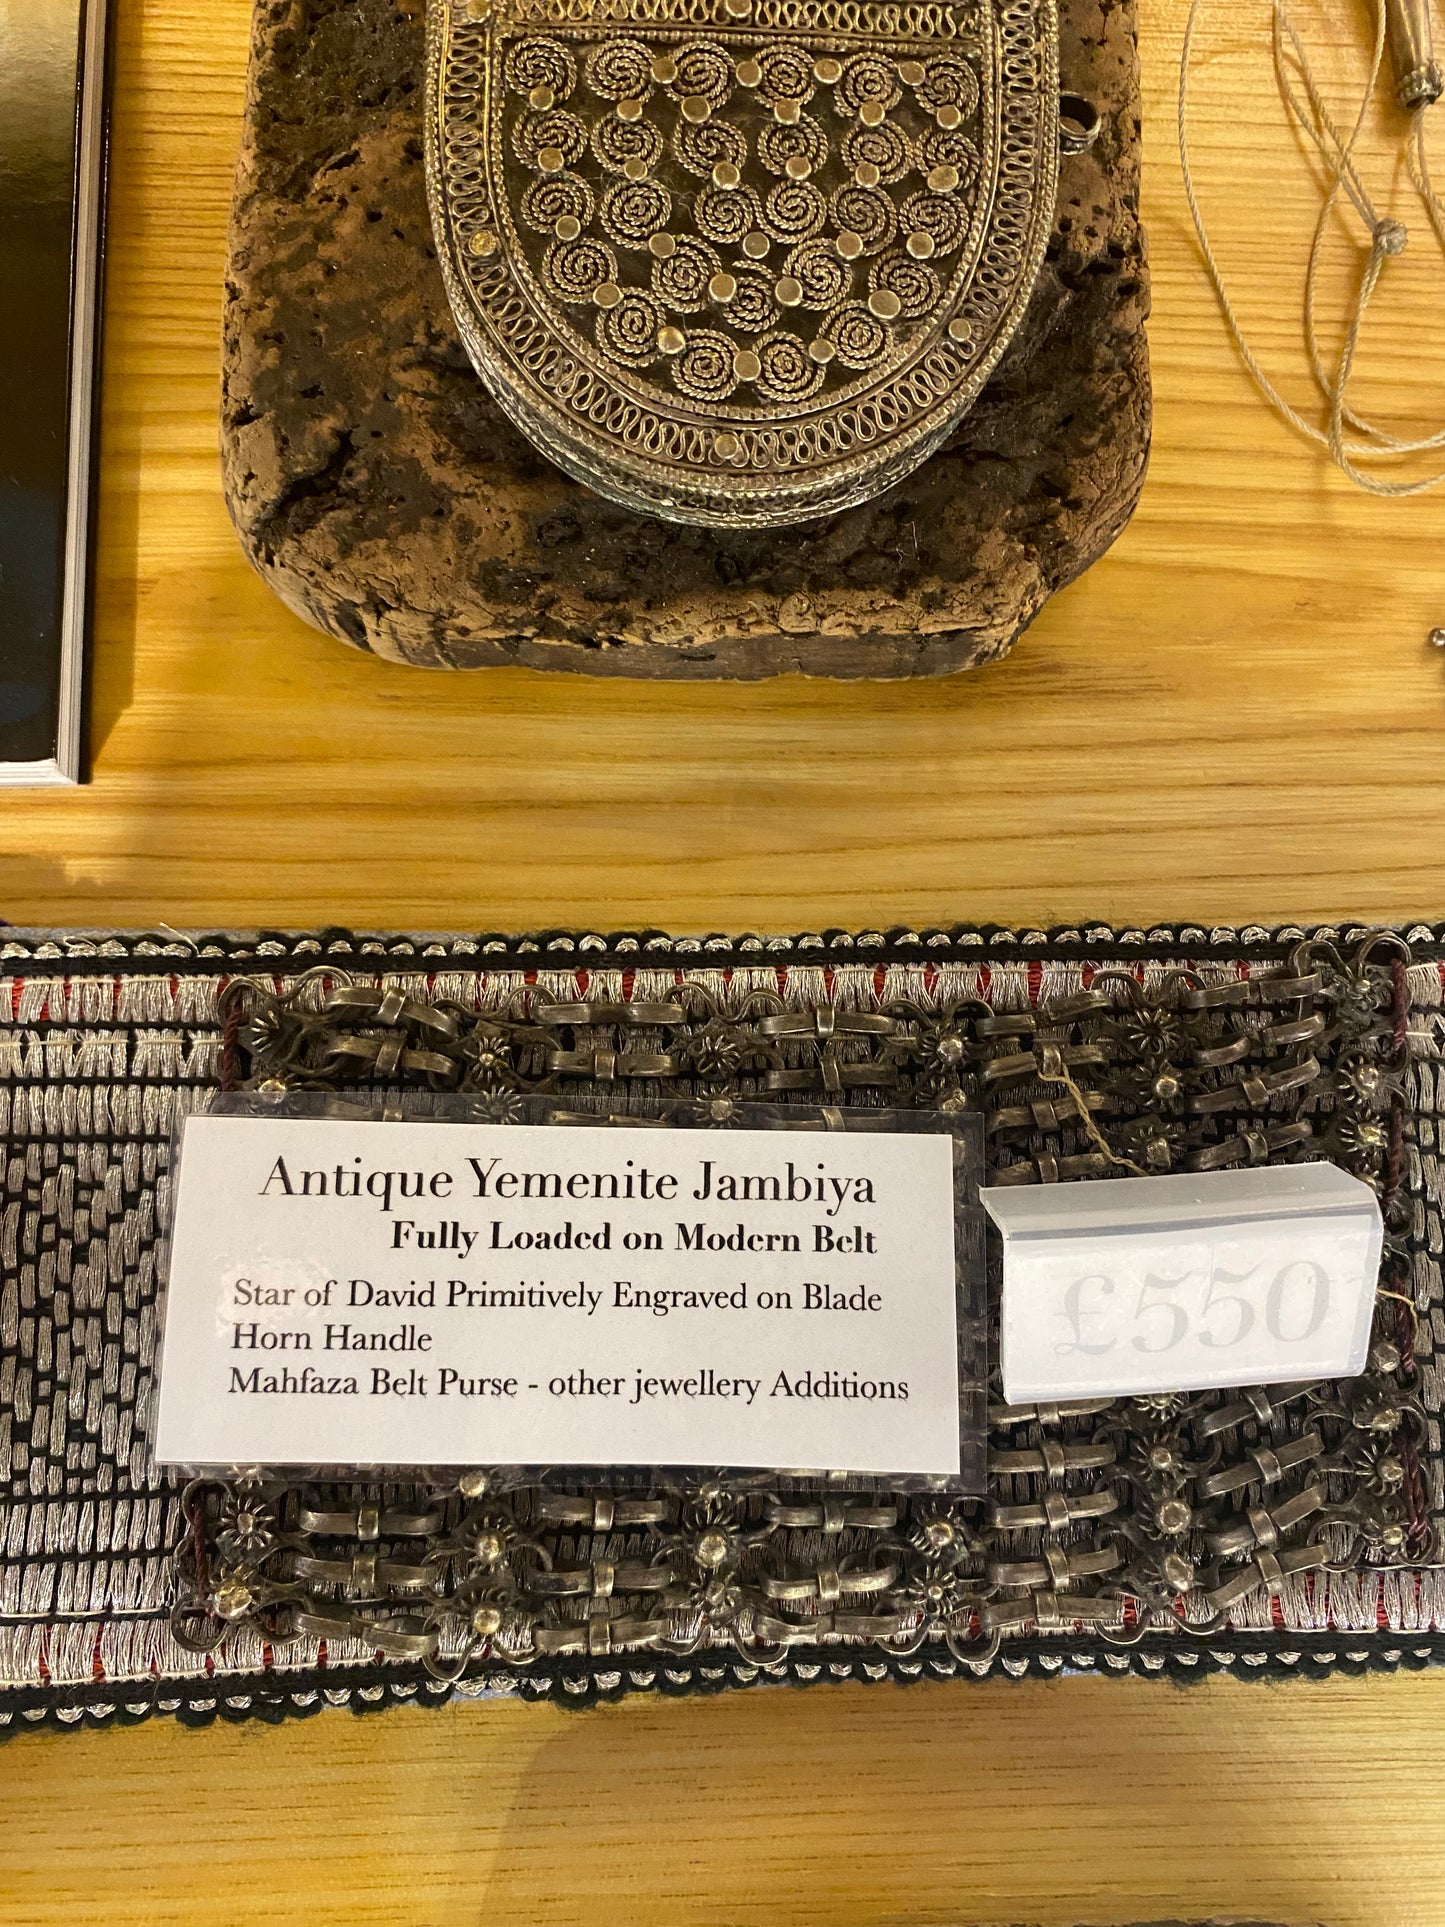 Antique Yemenite Jambiya
Fully Loaded on Modern Belt
Star of David Primitively Engraved on Blade
Horn Handle
Mahfaza Belt Purse - other jewellery Additions
£550